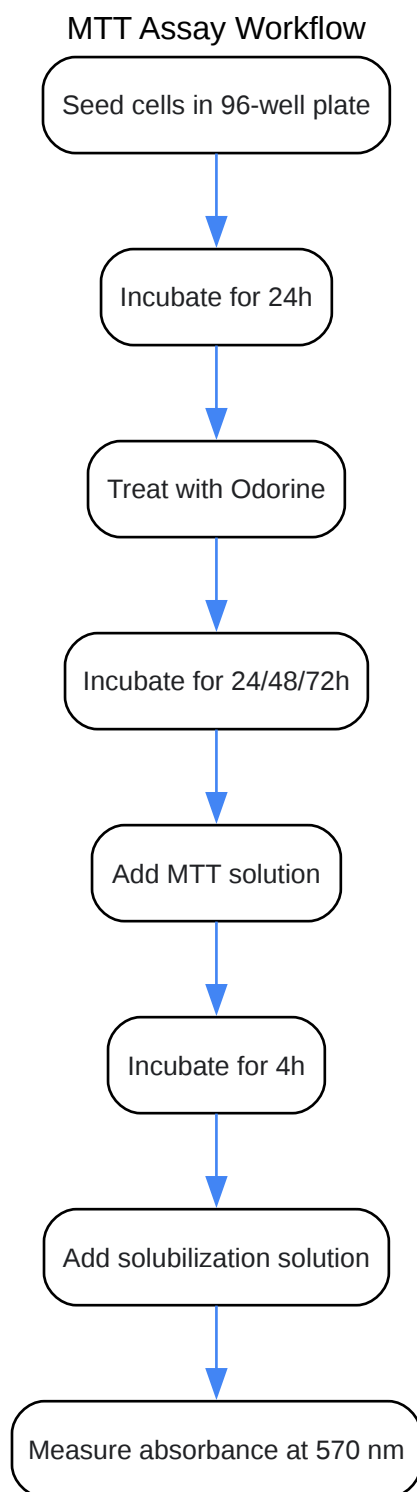 MTT Assay Workflow
Seed cells in 96-well plate
Incubate for 24h
Treat with Odorine
Incubate for 24/48/72h
Add MTT solution
Incubate for 4h
Add solubilization solution
Measure absorbance at 570 nm